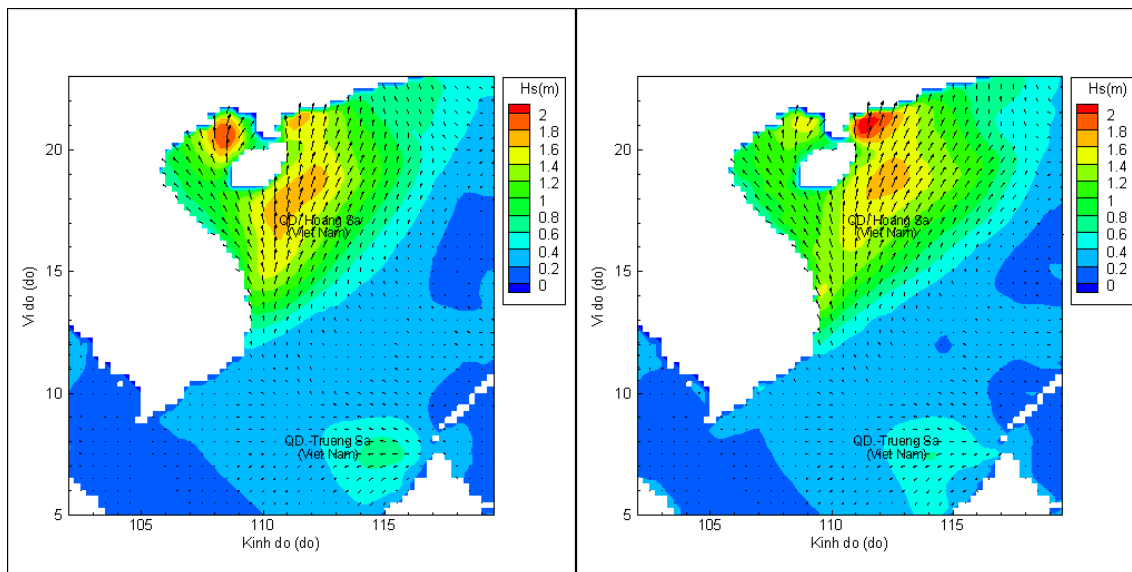 Hs(m)
2
1.8
1.6
1.4
1.2
1
0.8
0.6
0.4
0.2
0
20
15
10
5
Vi do (do)
105
110
115
Kinh do (do)
QD. Hoang Sa
(Viet Nam)
QD. Trueng Sa
(Viet Nam)
Hs(m)
2
1.8
1.6
1.4
1.2
1
0.8
0.6
0.4
0.2
0
20
15
10
5
Vi do (do)
105
110
115
Kinh do (do)
QD. Hoang Sa
(Viet Nam)
QD. Trueng Sa
(Viet Nam)